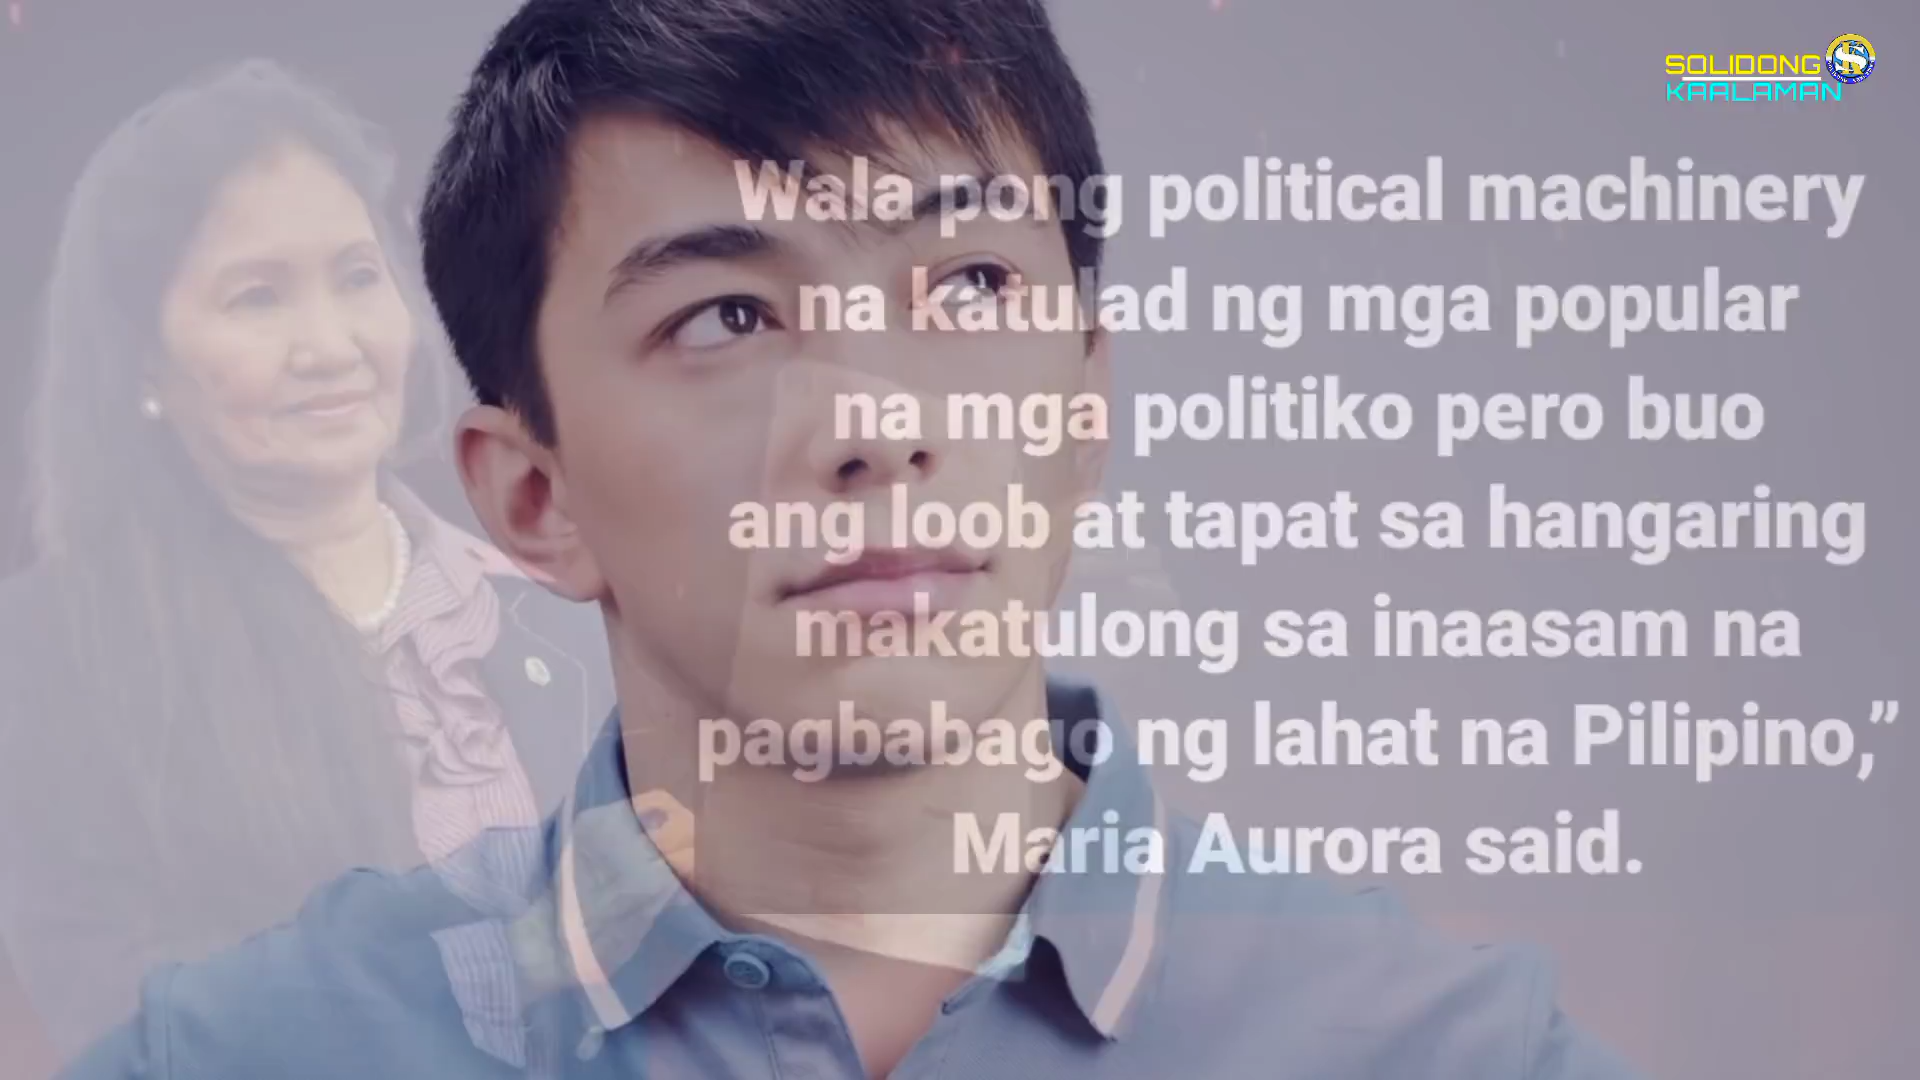 SOLIDONG
KAALAMAN
Wala pong political machinery
na katulad ng mga popular
na mga politiko pero buo
ang loob at tapat sa hangaring
makatulong sa inaasam na
pagbabago ng lahat na Pilipino,”
Maria Aurora said.